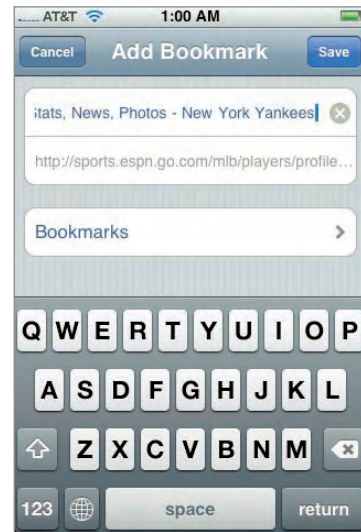 AT&T 1:00 AM
Cancel Add Bookmark Save
Stats, News, Photos - New York Yankees
http://sports.espn.go.com/mlb/players/profile...
Bookmarks
Q W E R T Y U I O P
A S D F G H J K L
Z X C V B N M
123 space return